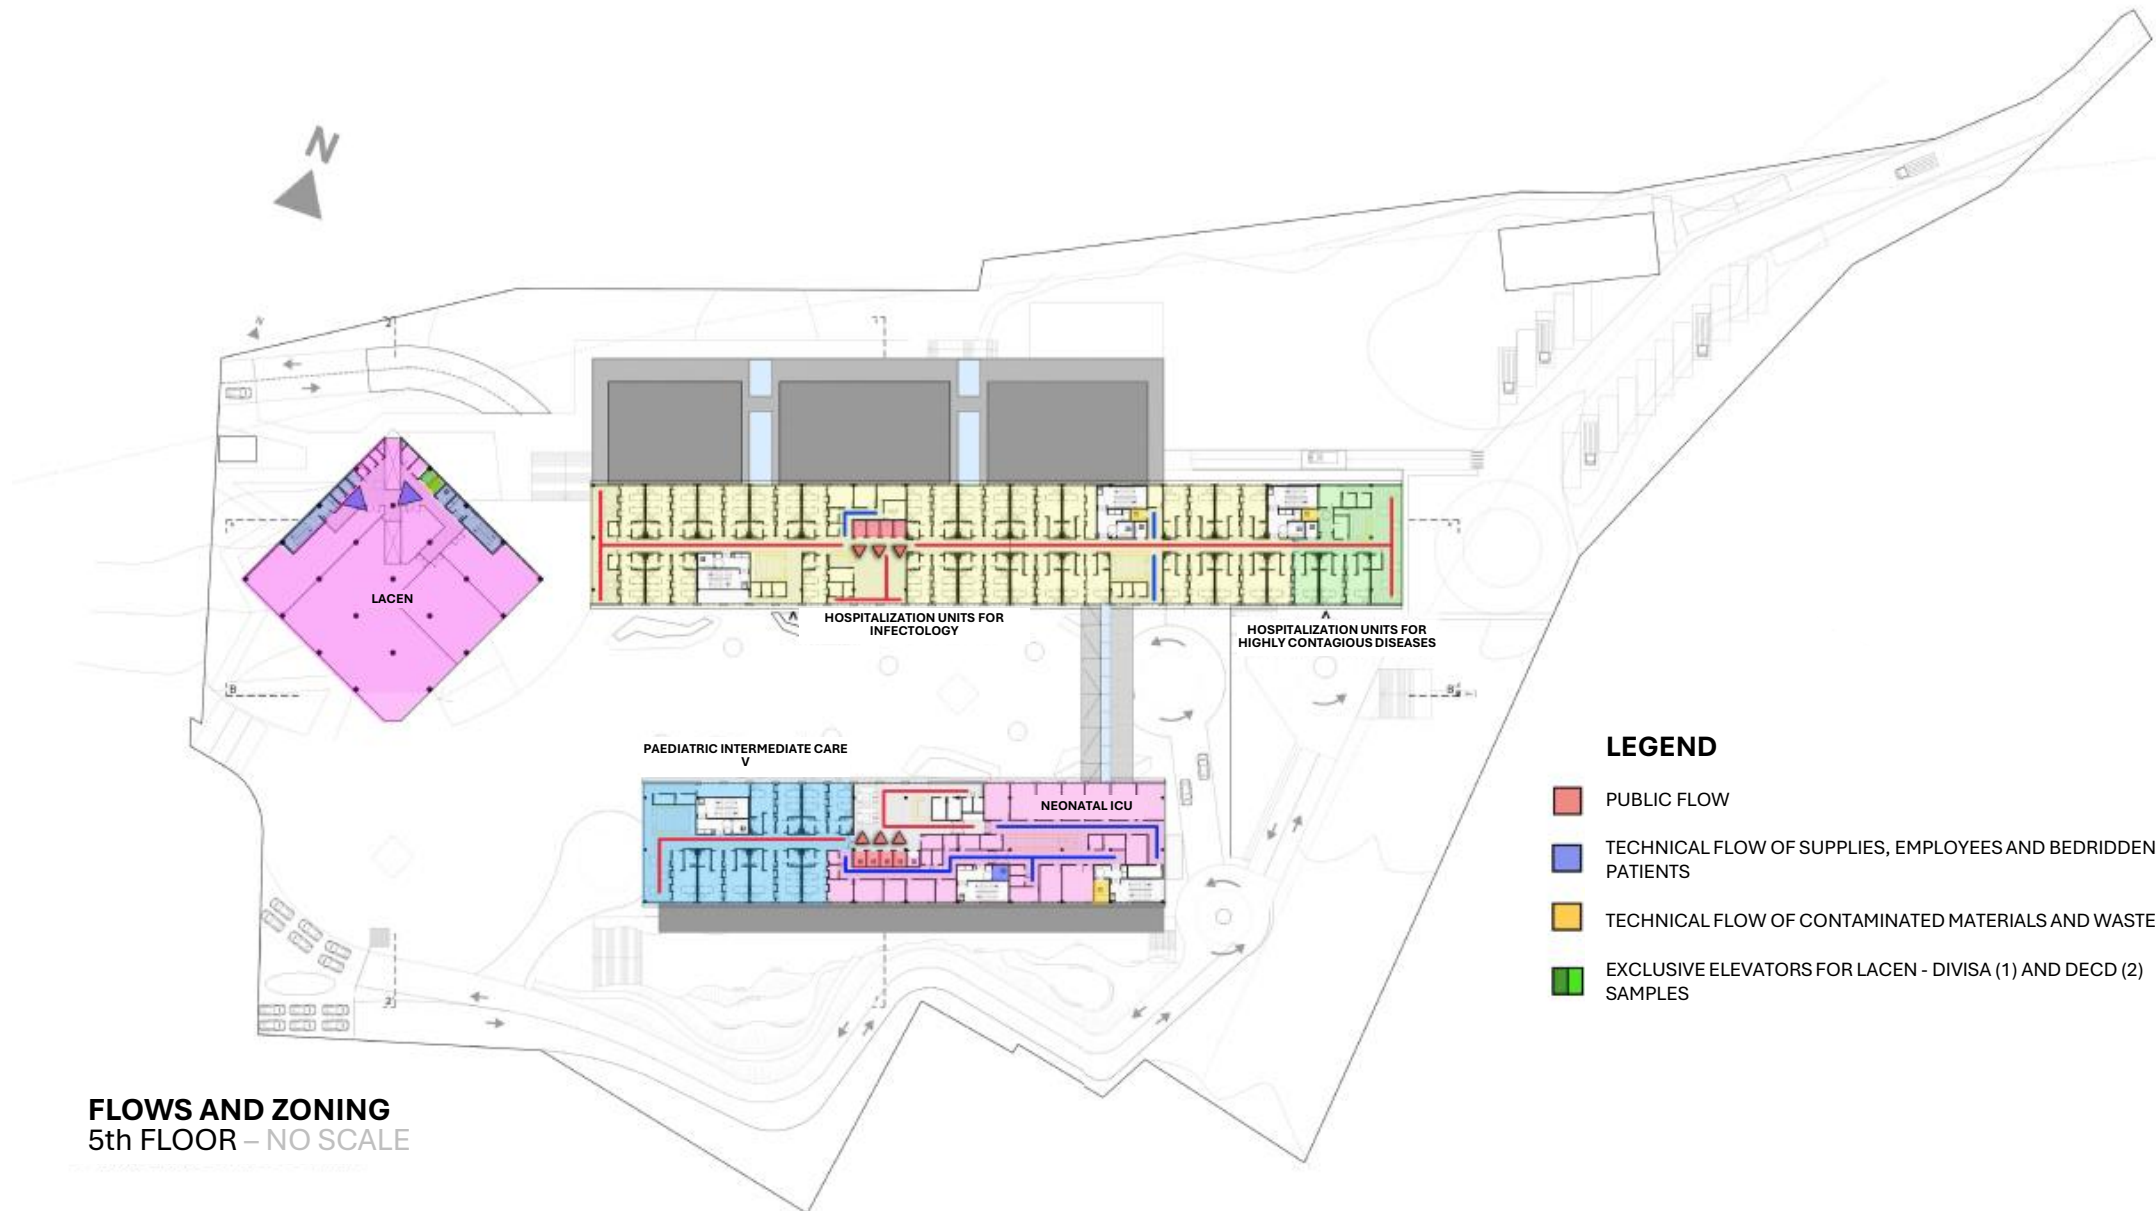 N
N
2
LACEN
HOSPITALIZATION UNITS FOR
INFECTOLOGY
HOSPITALIZATION UNITS FOR
HIGHLY CONTAGIOUS DISEASES
B
B
PAEDIATRIC INTERMEDIATE CARE
V
NEONATAL ICU
2
LEGEND
PUBLIC FLOW
TECHNICAL FLOW OF SUPPLIES, EMPLOYEES AND BEDRIDDEN
PATIENTS
TECHNICAL FLOW OF CONTAMINATED MATERIALS AND WASTE
EXCLUSIVE ELEVATORS FOR LACEN - DIVISA (1) AND DECD (2)
SAMPLES
FLOWS AND ZONING
5th FLOOR – NO SCALE